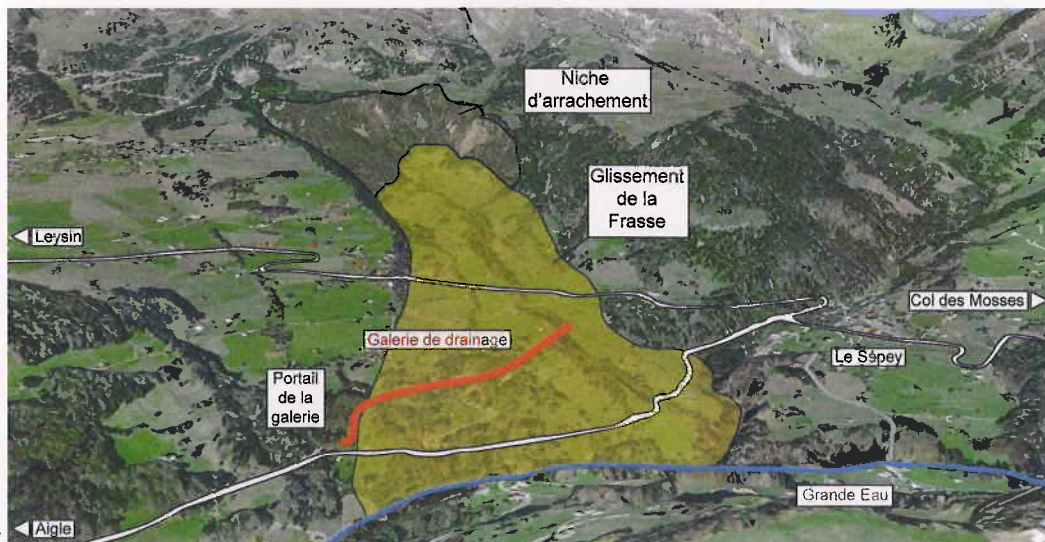 Niche
d'arrachement
Glissement
de la
Frasse
Leysin
Col des Mosses
Galerie de drainage
Le Sépey
Portail
de la
galerie
Grande Eau
Aigle